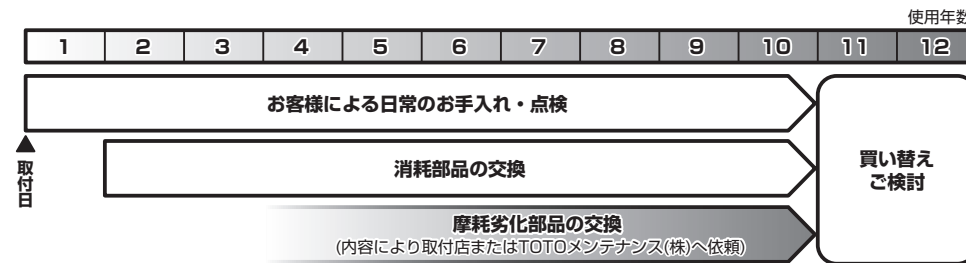 使用年数
1 2 3 4 5 6 7 8 9 10 11 12
お客様による日常のお手入れ・点検
取付日
消耗部品の交換
買い替え
ご検討
摩耗劣化部品の交換
(内容により取付店またはTOTOメンテナンス(株)へ依頼)